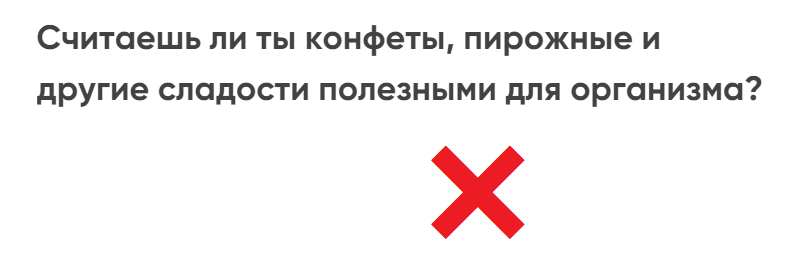 Считаешь ли ты конфеты, пирожные и
другие сладости полезными для организма?